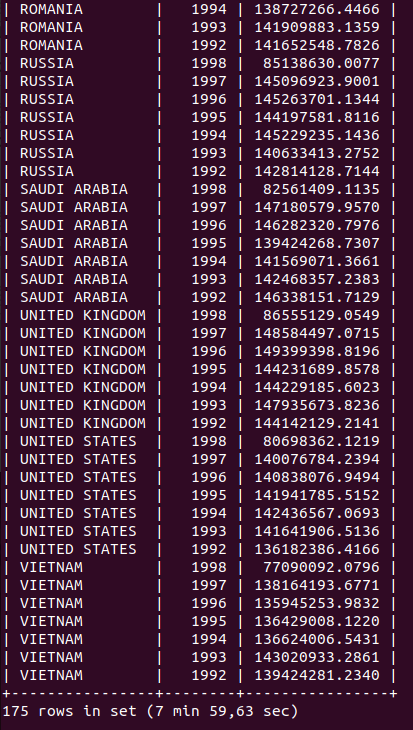 | ROMANIA        |   1994 | 138727266.4466 |
| ROMANIA        |   1993 | 141909883.1359 |
| ROMANIA        |   1992 | 141652548.7826 |
| RUSSIA         |   1998 |  85138630.0077 |
| RUSSIA         |   1997 | 145096923.9001 |
| RUSSIA         |   1996 | 145263701.1344 |
| RUSSIA         |   1995 | 144197581.8116 |
| RUSSIA         |   1994 | 145229235.1436 |
| RUSSIA         |   1993 | 140633413.2752 |
| RUSSIA         |   1992 | 142814128.7144 |
| SAUDI ARABIA   |   1998 |  82561409.1135 |
| SAUDI ARABIA   |   1997 | 147180579.9570 |
| SAUDI ARABIA   |   1996 | 146282320.7976 |
| SAUDI ARABIA   |   1995 | 139424268.7307 |
| SAUDI ARABIA   |   1994 | 141569071.3661 |
| SAUDI ARABIA   |   1993 | 142468357.2383 |
| SAUDI ARABIA   |   1992 | 146338151.7129 |
| UNITED KINGDOM |   1998 |  86555129.0549 |
| UNITED KINGDOM |   1997 | 148584497.0715 |
| UNITED KINGDOM |   1996 | 149399398.8196 |
| UNITED KINGDOM |   1995 | 144231689.8578 |
| UNITED KINGDOM |   1994 | 144229185.6023 |
| UNITED KINGDOM |   1993 | 147935673.8236 |
| UNITED KINGDOM |   1992 | 144142129.2141 |
| UNITED STATES  |   1998 |  80698362.1219 |
| UNITED STATES  |   1997 | 140076784.2394 |
| UNITED STATES  |   1996 | 140838076.9494 |
| UNITED STATES  |   1995 | 141941785.5152 |
| UNITED STATES  |   1994 | 142436567.0693 |
| UNITED STATES  |   1993 | 141641906.5136 |
| UNITED STATES  |   1992 | 136182386.4166 |
| VIETNAM        |   1998 |  77090092.0796 |
| VIETNAM        |   1997 | 138164193.6771 |
| VIETNAM        |   1996 | 135945253.9832 |
| VIETNAM        |   1995 | 136429008.1220 |
| VIETNAM        |   1994 | 136624006.5431 |
| VIETNAM        |   1993 | 143020933.2861 |
| VIETNAM        |   1992 | 139424281.2340 |
+----------------+--------+----------------+
175 rows in set (7 min 59,63 sec)